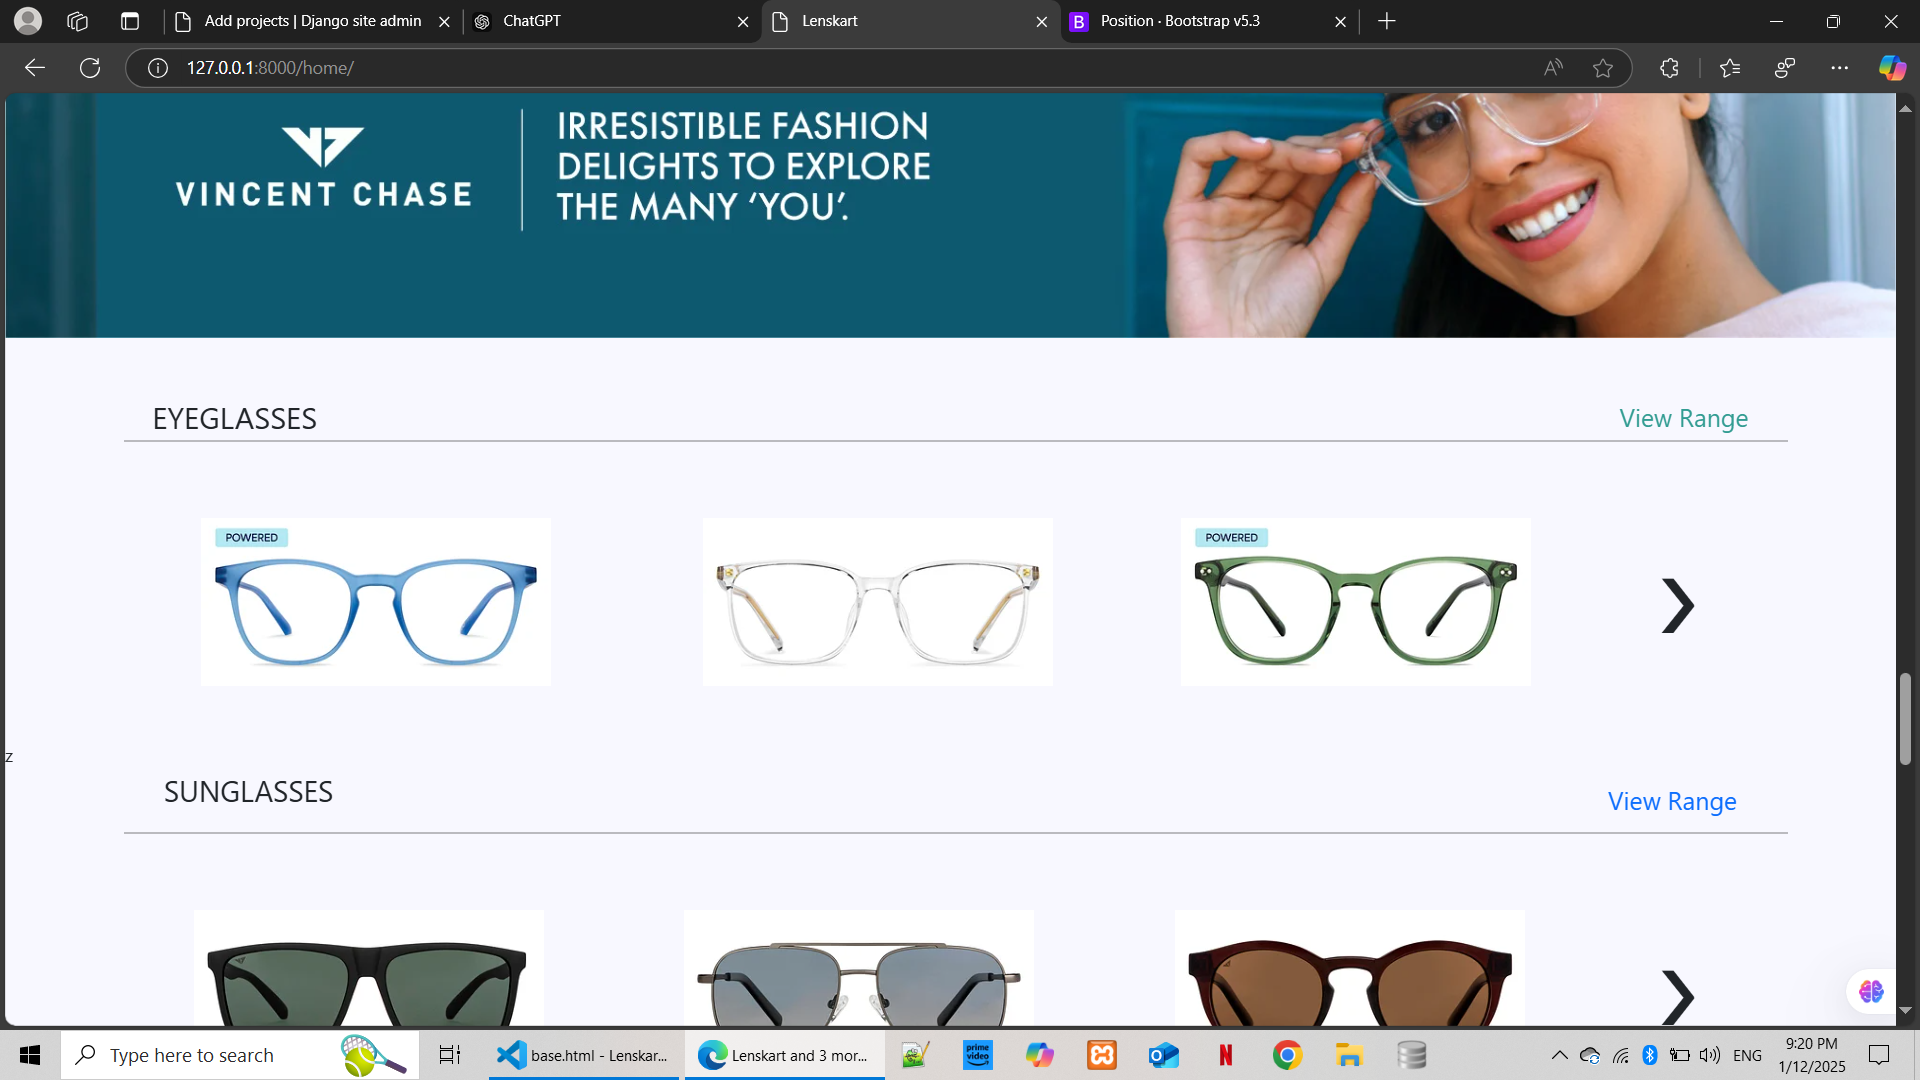 Add projects | Django site admin
ChatGPT
Lenskart
Position · Bootstrap v5.3
127.0.0.1:8000/home/
VINCENT CHASE
IRRESISTIBLE FASHION
DELIGHTS TO EXPLORE
THE MANY ‘YOU’.
EYEGLASSES
View Range
POWERED
POWERED
z
SUNGLASSES
View Range
Type here to search
base.html - Lenskar...
Lenskart and 3 mor...
prime video
ENG
9:20 PM
1/12/2025